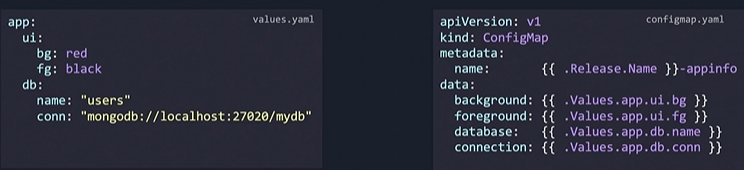 values.yaml
app:
  ui:
    bg: red
    fg: black
  db:
    name: "users"
    conn: "mongodb://localhost:27020/mydb"
configmap.yaml
apiVersion: v1
kind: ConfigMap
metadata:
  name:       {{ .Release.Name }}-appinfo
data:
  background: {{ .Values.app.ui.bg }}
  foreground: {{ .Values.app.ui.fg }}
  database:   {{ .Values.app.db.name }}
  connection: {{ .Values.app.db.conn }}